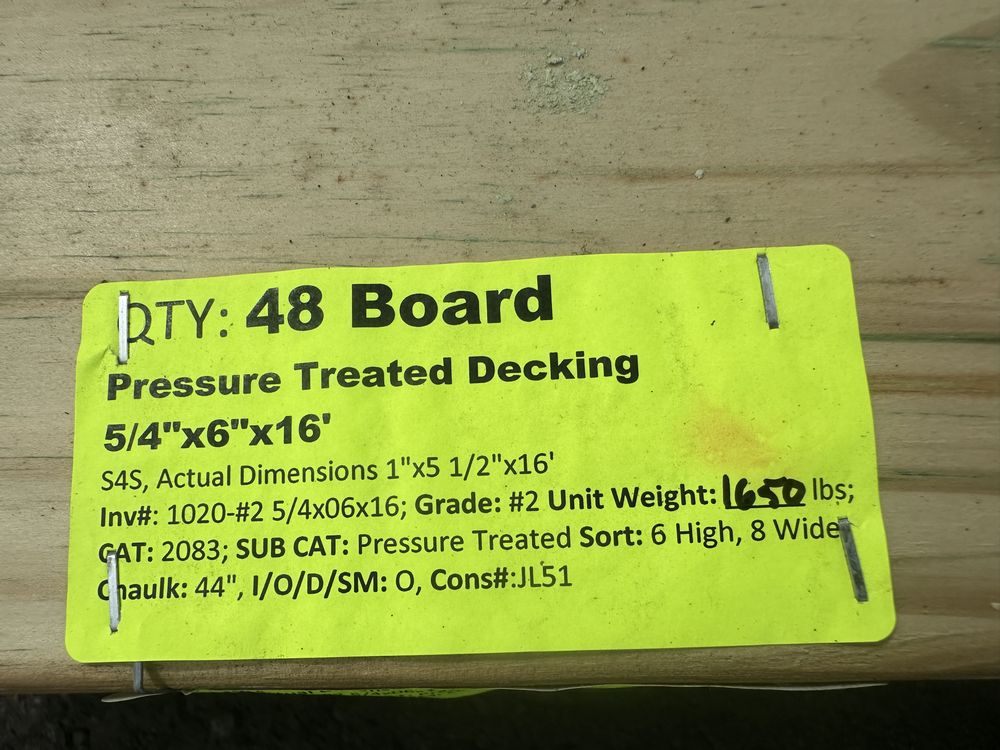 QTY: 48 Board
Pressure Treated Decking
5/4"x6"x16'
S4S, Actual Dimensions 1"x5 1/2"x16'
Inv#: 1020-#2 5/4x06x16; Grade: #2 Unit Weight: 1650 lbs;
CAT: 2083; SUB CAT: Pressure Treated Sort: 6 High, 8 Wide
Chaulk: 44", I/O/D/SM: O, Cons#:JL51